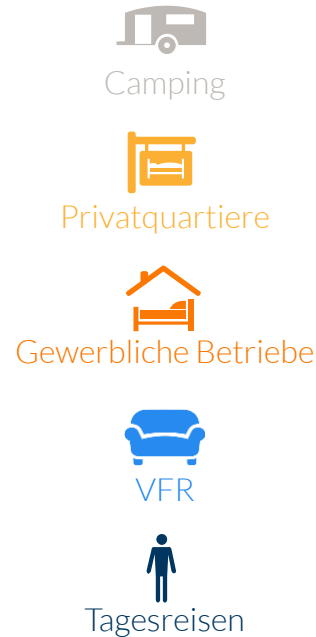 Camping
Privatquartiere
Gewerbliche Betriebe
VFR
Tagesreisen